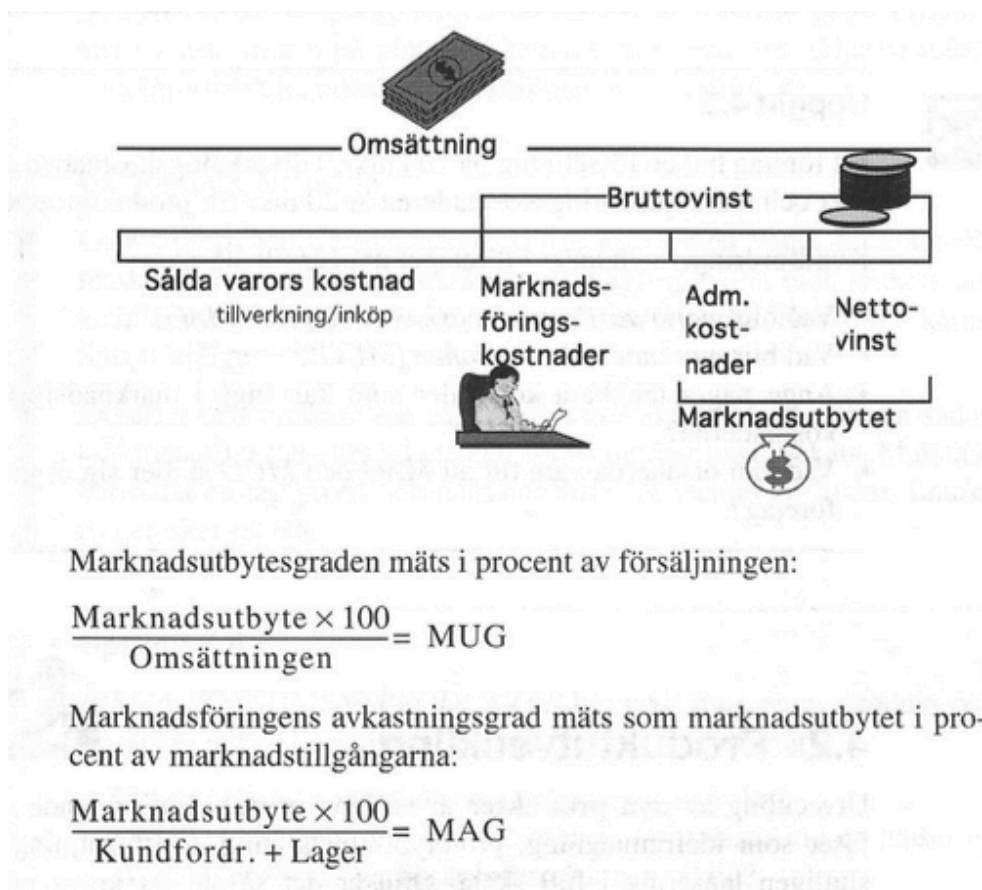 Omsättning
Bruttovinst
Sålda varors kostnad
tillverkning/inköp
Marknads-
förings-
kostnader
Adm.
kost-
nader
Netto-
vinst
Marknadsutbytet
Marknadsutbytesgraden mäts i procent av försäljningen:
Marknadsutbyte × 100
Omsättningen
= MUG
Marknadsföringens avkastningsgrad mäts som marknadsutbytet i pro-
cent av marknadstillgångarna:
Marknadsutbyte × 100
Kundfordr. + Lager
= MAG